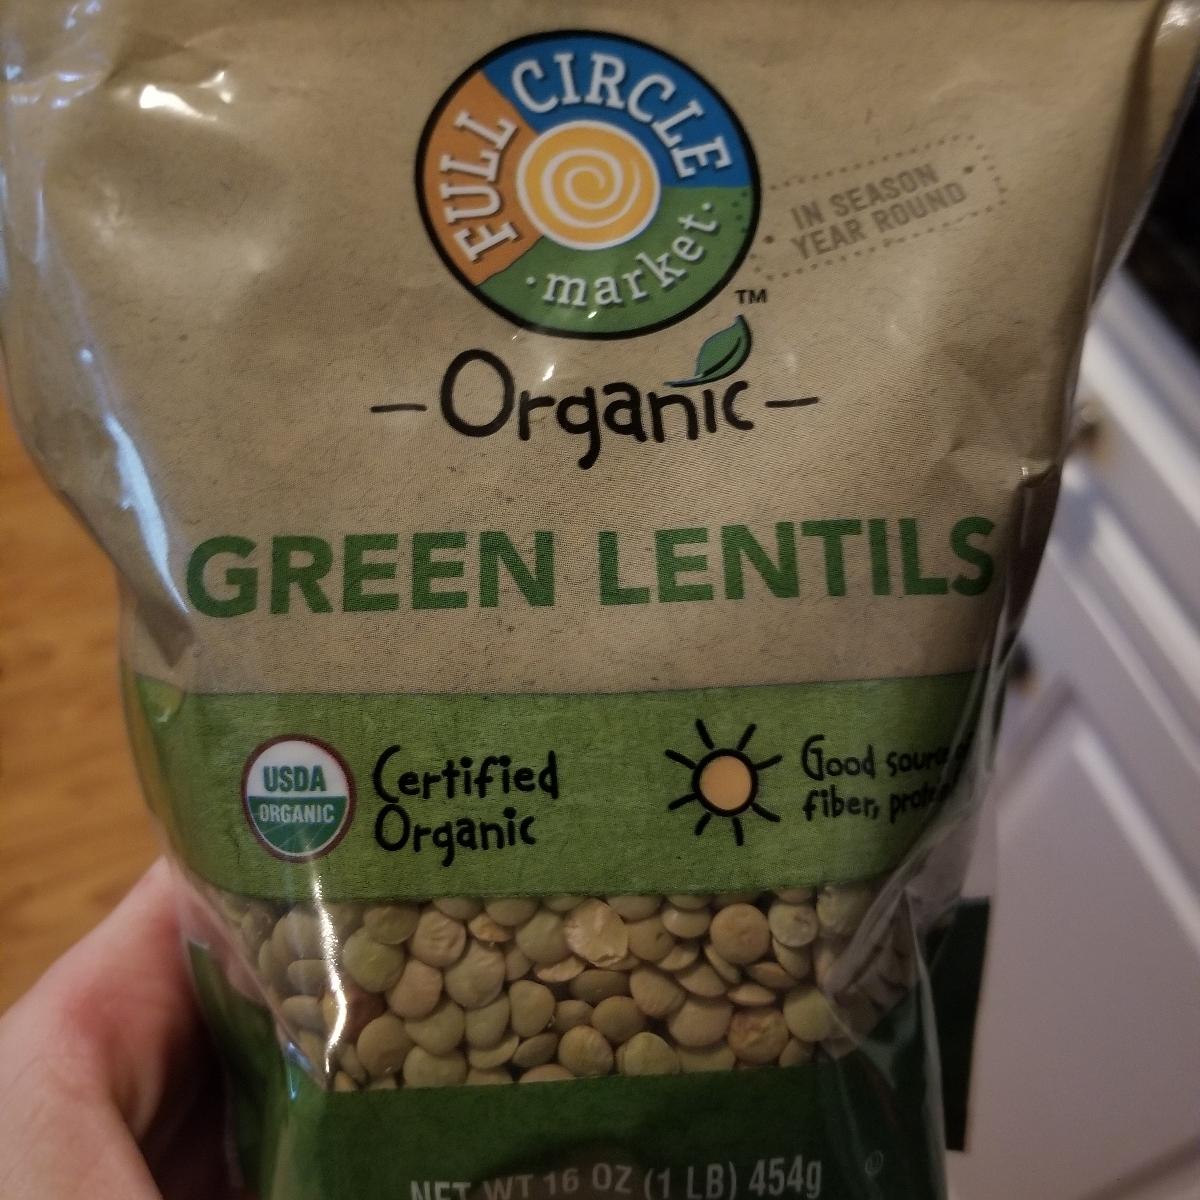 FULL CIRCLE
market
TM
IN SEASON
YEAR ROUND
Organic
GREEN LENTILS
USDA
ORGANIC
Certified
Organic
Good source
fiber,
NET WT 16 OZ (1 LB) 454g